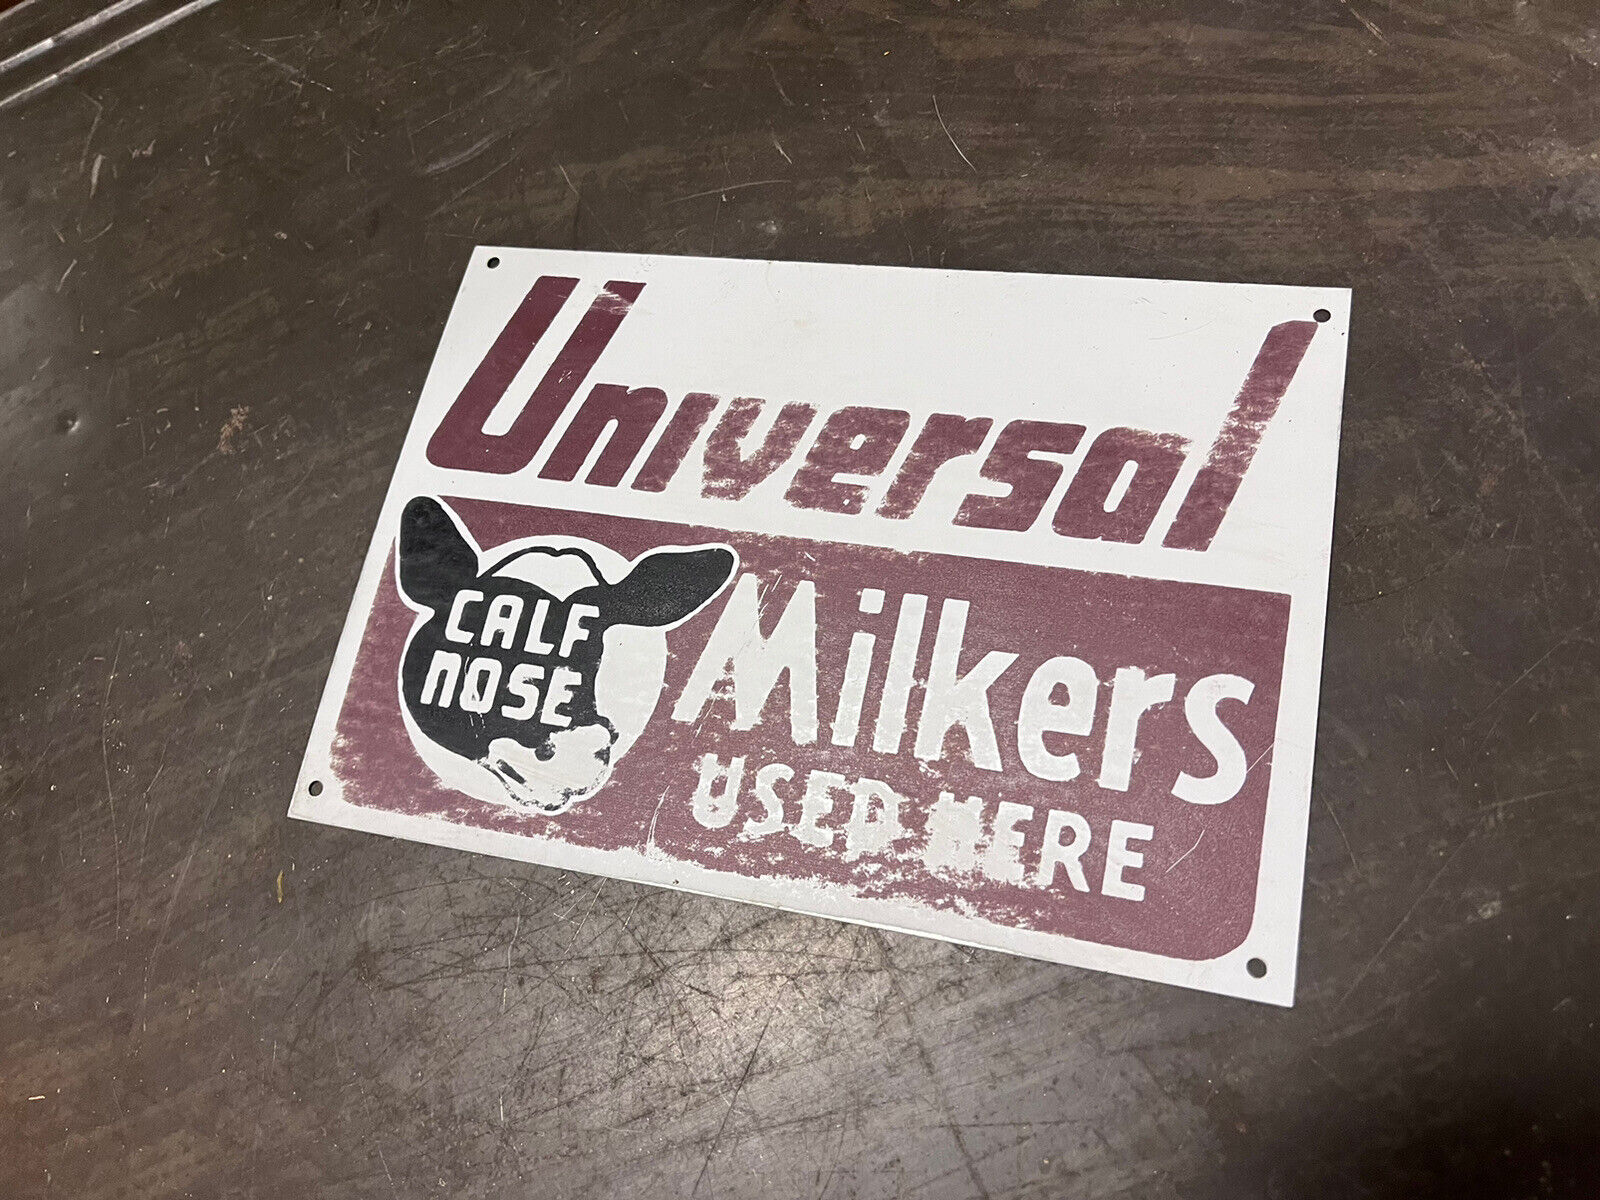 Universal
CALF
NOSE
Milkers
USED HERE